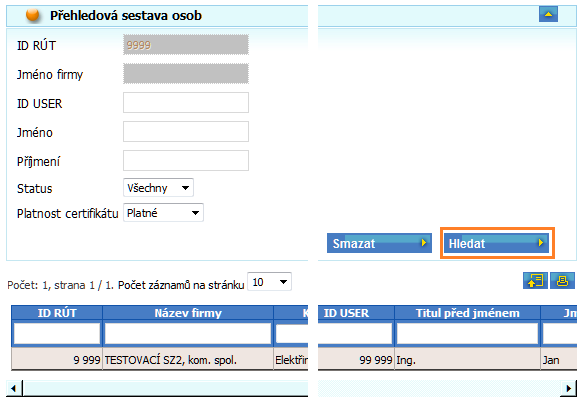 Přehledová sestava osob
ID RÚT 9999
Jméno firmy
ID USER
Jméno
Příjmení
Status Všechny
Platnost certifikátu Platné
Smazat Hledat
Počet: 1, strana 1 / 1. Počet záznamů na stránku 10
ID RÚT Název firmy K ID USER Titul před jménem Jm
9 999 TESTOVACÍ SZ2, kom. spol. Elektřin 99 999 Ing. Jan